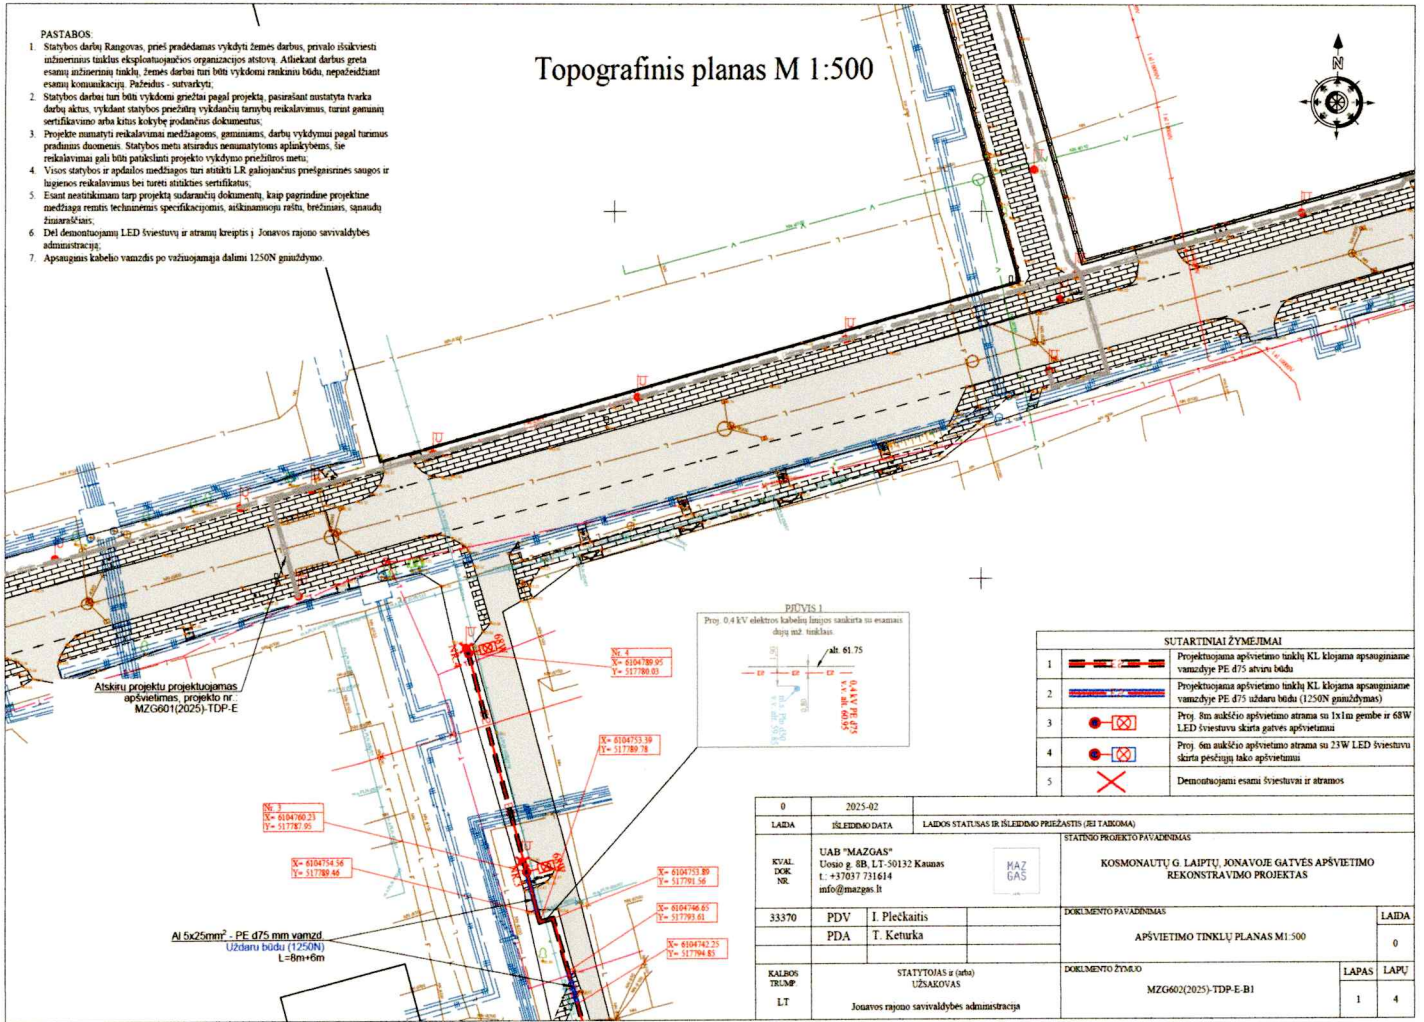 PASTABOS:
1. Statybos darbų Rangovas, prieš pradėdamas vykdyti žemės darbus, privalo išsikviesti
inžinerinius tinklus eksploatuojančios organizacijos atstovą. Atliekant darbus greta
esamų inžinerinių tinklų, žemės darbai turi būti vykdomi rankiniu būdu, nepažeidžiant
esamų komunikacijų. Pažeidus - sutvarkyti;
2. Statybos darbai turi būti vykdomi griežtai pagal projektą, pasirašant nustatyta tvarka
darbų aktus, vykdant statybos priežiūrą vykdančių tarnybų reikalavimus, turint gaminių
sertifikavimo arba kitus kokybę įrodančius dokumentus;
3. Projekte numatyti reikalavimai medžiagoms, gaminiams, darbų vykdymui pagal turimus
pradinius duomenis. Statybos metu atsiradus nenumatytoms aplinkybėms, šie
reikalavimai gali būti patikslinti projekto vykdymo priežiūros metu;
4. Visos statybos ir apdailos medžiagos turi atitikti LR galiojančius priešgaisrinės saugos ir
higienos reikalavimus bei turėti atitikties sertifikatus;
5. Esant neatitikimam tarp projektą sudarančių dokumentų, kaip pagrindine projektine
medžiaga remtis techninėmis specifikacijomis, aiškinamuoju raštu, brėžiniais, sąnaudų
žiniaraščiais;
6. Dėl demontuojamų LED šviestuvų ir atramų kreiptis į Jonavos rajono savivaldybės
administraciją;
7. Apsauginis kabelio vamzdis po važiuojamąja dalimi 1250N gniuždymo.
Topografinis planas M 1:500
N
Atskiru projektu projektuojamas
apšvietimas, projekto nr.:
MZG601(2025)-TDP-E
Nr. 4
X= 6104789.95
Y= 517780.03
X= 6104753.39
Y= 517789.78
Nr. 3
X= 6104760.23
Y= 517787.95
X= 6104754.56
Y= 517789.46
X= 6104753.89
Y= 517791.56
X= 6104746.65
Y= 517793.61
X= 6104742.25
Y= 517794.85
Al 5x25mm² - PE d75 mm vamzd.
Uždaru būdu (1250N)
L=8m+6m
PJŪVIS 1
Proj. 0.4 kV elektros kabelių linijos sankirta su esamais
dujų mž. tinklais.
alt. 61.75
0,4kV PE d75
v.v. alt. 60.95
SUTARTINIAI ŽYMĖJIMAI
1 Projektuojama apšvietimo tinklų KL klojama apsauginiame
vamzdyje PE d75 atviru būdu
2 Projektuojama apšvietimo tinklų KL klojama apsauginiame
vamzdyje PE d75 uždaru būdu (1250N gniuždymas)
3 Proj. 8m aukščio apšvietimo atrama su 1x1m gembe ir 68W
LED šviestuvu skirta gatvės apšvietimui
4 Proj. 6m aukščio apšvietimo atrama su 23W LED šviestuvu
skirta pėsčiųjų tako apšvietimui
5 Demontuojami esami šviestuvai ir atramos
0 2025-02
LAIDA IŠLEIDIMO DATA LAIDOS STATUSAS IR IŠLEIDIMO PRIEŽASTIS (JEI TAIKOMA)
KVAL.
DOK.
NR.
UAB "MAZGAS"
Uosio g. 8B, LT-50132 Kaunas
t.: +37037 731614
info@mazgas.lt
MAZ
GAS
STATINIO PROJEKTO PAVADINIMAS
KOSMONAUTŲ G. LAIPTŲ, JONAVOJE GATVĖS APŠVIETIMO
REKONSTRAVIMO PROJEKTAS
33370 PDV I. Plečkaitis
PDA T. Keturka
DOKUMENTO PAVADINIMAS
APŠVIETIMO TINKLŲ PLANAS M1:500
LAIDA
0
KALBOS
TRUMP.
LT
STATYTOJAS ir (arba)
UŽSAKOVAS
Jonavos rajono savivaldybės administracija
DOKUMENTO ŽYMUO
MZG602(2025)-TDP-E-B1
LAPAS LAPŲ
1 4